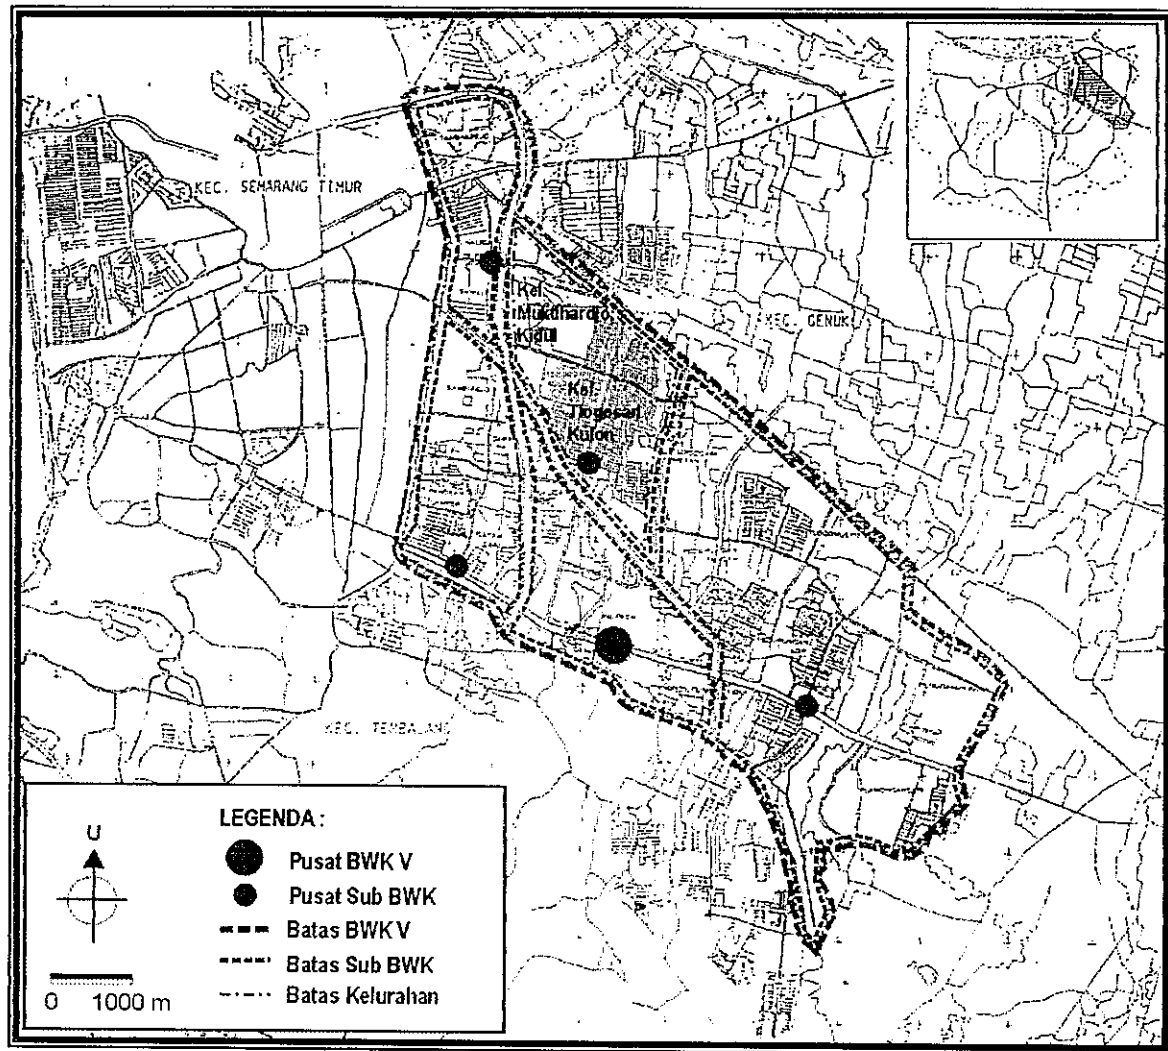 KEC. SEMARANG TIMUR
Kel.
Muktiharjo
Kidul
KEC. GENUK
Kel.
Tlogosari
Kulon
KEC. TEMBALANG
LEGENDA :
U
Pusat BWK V
Pusat Sub BWK
Batas BWK V
Batas Sub BWK
Batas Kelurahan
0 1000 m